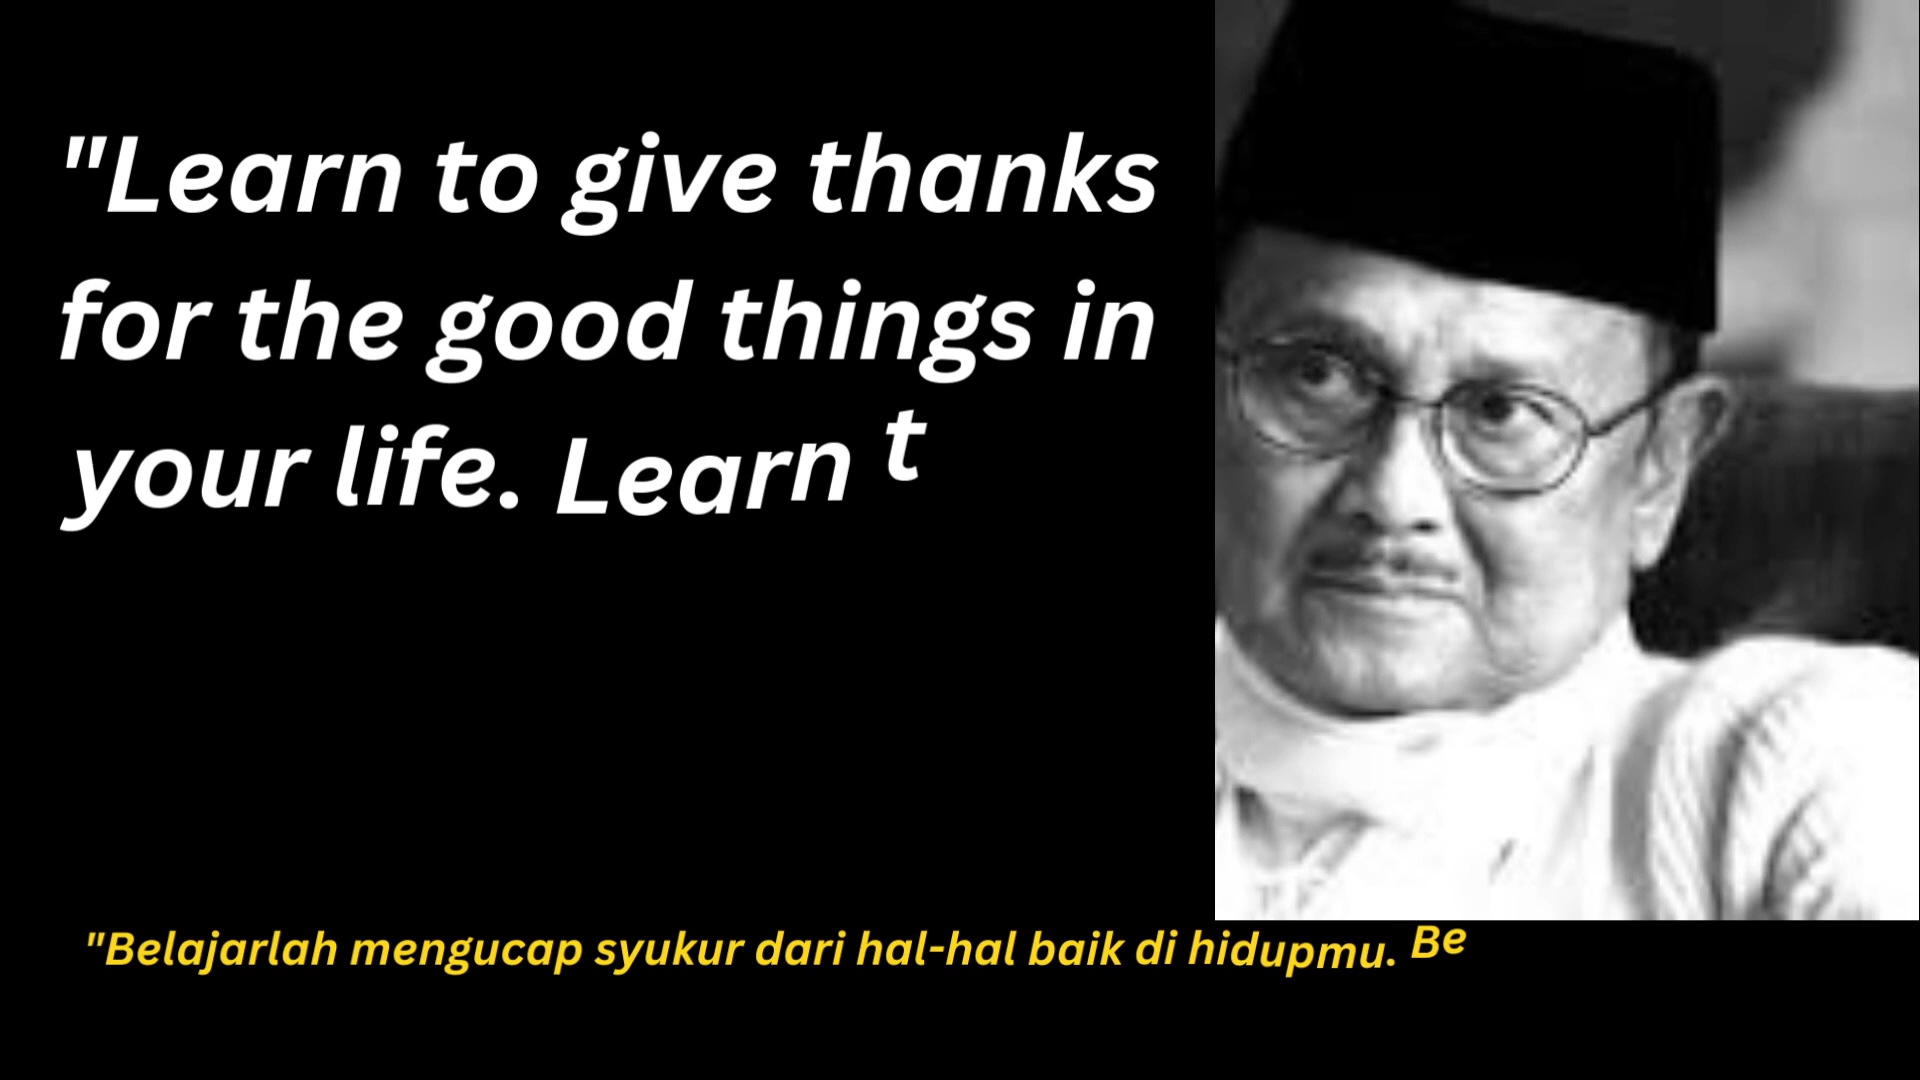 "Learn to give thanks
for the good things in
your life. Learn t
"Belajarlah mengucap syukur dari hal-hal baik di hidupmu. Be